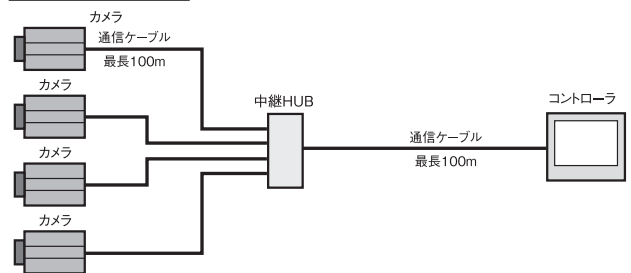 カメラ
通信ケーブル
最長100m
カメラ
中継HUB
コントローラ
通信ケーブル
最長100m
カメラ
カメラ